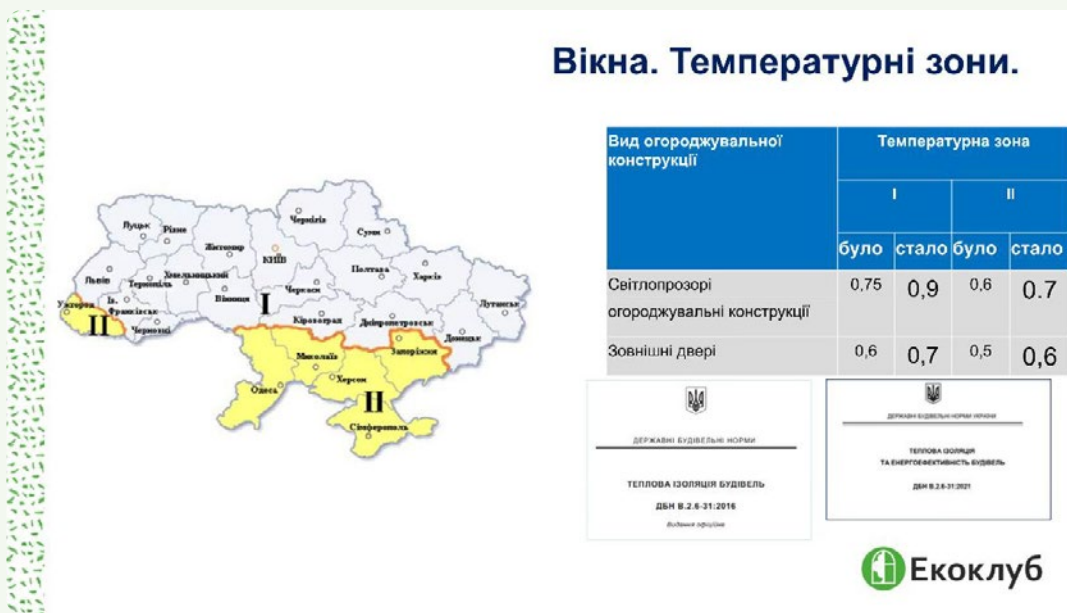 Вікна. Температурні зони.
Вид огороджувальної
конструкції
Температурна зона
I
II
було
стало
було
стало
Світлопрозорі
огороджувальні конструкції
0,75
0,9
0,6
0.7
Зовнішні двері
0,6
0,7
0,5
0,6
Чернігів
Луцьк
Рівне
Суми
Житомир
КИЇВ
Львів
Тернопіль
Хмельницький
Полтава
Харків
Вінниця
Черкаси
Луганськ
Ужгород
Ів.
Франківськ
I
Кіровоград
Дніпропетровськ
II
Чернівці
Донецьк
Запоріжжя
Миколаїв
Херсон
Одеса
II
Сімферополь
ДЕРЖАВНІ БУДІВЕЛЬНІ НОРМИ
ТЕПЛОВА ІЗОЛЯЦІЯ БУДІВЕЛЬ
ДБН В.2.6-31:2016
Видання офіційне
ДЕРЖАВНІ БУДІВЕЛЬНІ НОРМИ УКРАЇНИ
ТЕПЛОВА ІЗОЛЯЦІЯ
ТА ЕНЕРГОЕФЕКТИВНІСТЬ БУДІВЕЛЬ
ДБН В.2.6-31:2021
Екоклуб